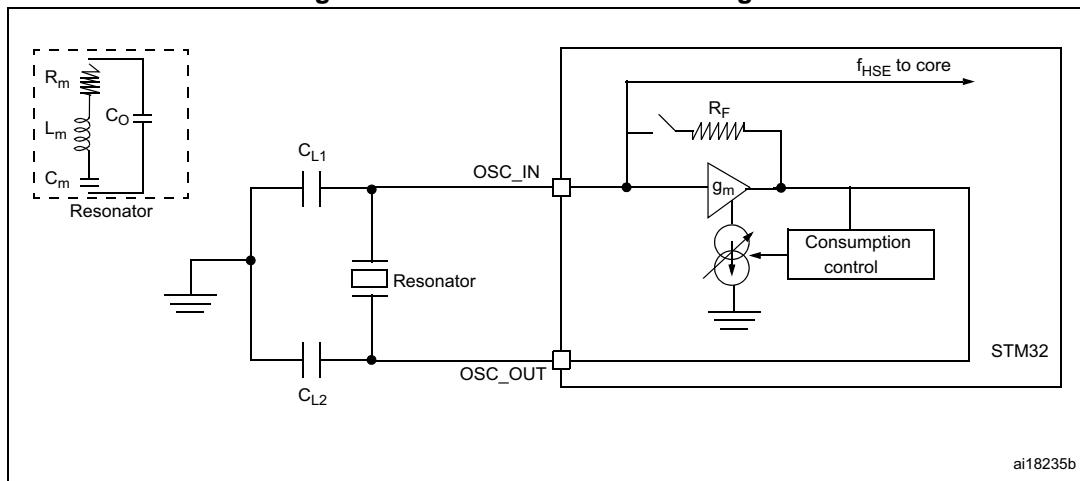 f_HSE to core
R_m
R_F
C_O
L_m
C_L1
OSC_IN
C_m
g_m
Resonator
Consumption
control
Resonator
STM32
OSC_OUT
C_L2
ai18235b